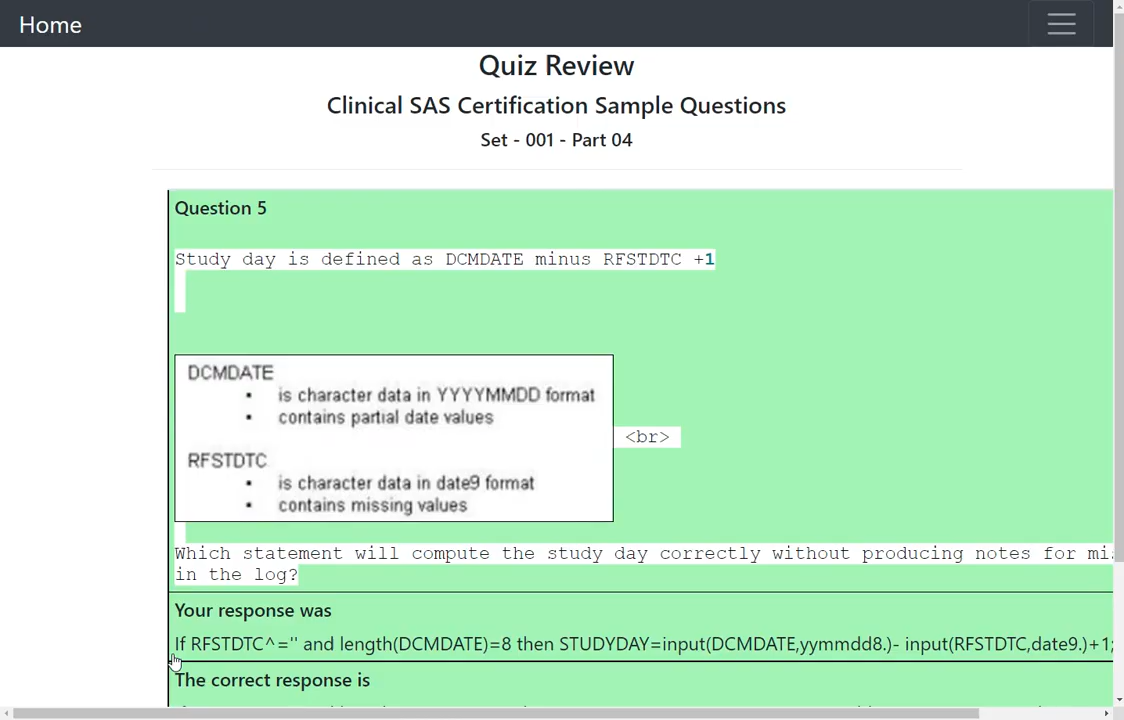 Home
Quiz Review
Clinical SAS Certification Sample Questions
Set - 001 - Part 04
Question 5
Study day is defined as DCMDATE minus RFSTDTC +1
DCMDATE
▪ is character data in YYYYMMDD format
▪ contains partial date values
<br>
RFSTDTC
▪ is character data in date9 format
▪ contains missing values
Which statement will compute the study day correctly without producing notes for mi
in the log?
Your response was
If RFSTDTC^='' and length(DCMDATE)=8 then STUDYDAY=input(DCMDATE,yymmdd8.)- input(RFSTDTC,date9.)+1;
The correct response is